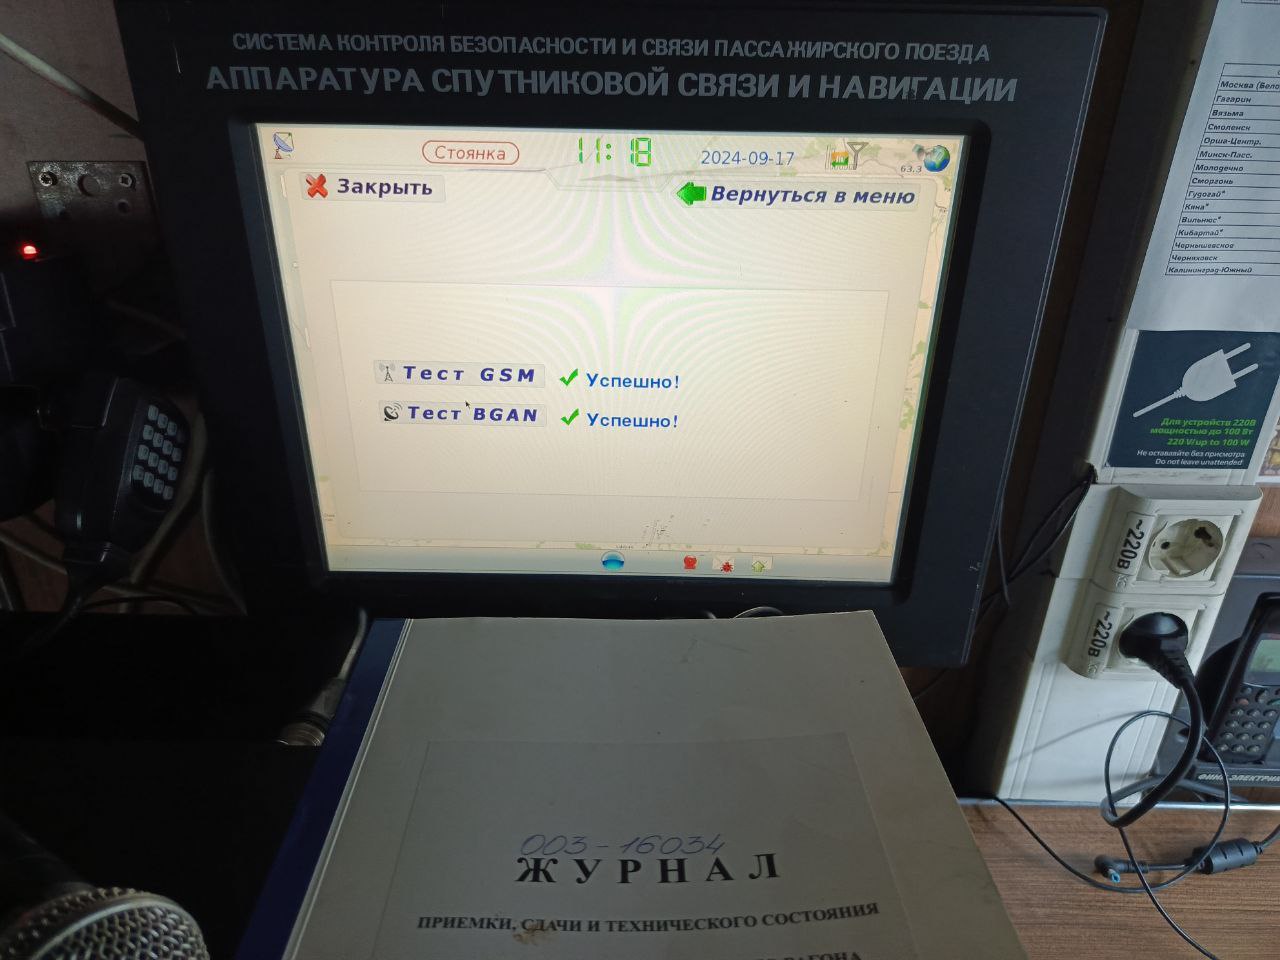 СИСТЕМА КОНТРОЛЯ БЕЗОПАСНОСТИ И СВЯЗИ ПАССАЖИРСКОГО ПОЕЗДА
АППАРАТУРА СПУТНИКОВОЙ СВЯЗИ И НАВИГАЦИИ
Стоянка
11:18
2024-09-17
63,3
Закрыть
Вернуться в меню
Тест GSM
Успешно!
Тест BGAN
Успешно!
003-16034
ЖУРНАЛ
ПРИЕМКИ, СДАЧИ И ТЕХНИЧЕСКОГО СОСТОЯНИЯ
ВАГОНА
Москва (Бело
Гагарин
Вязьма
Смоленск
Орша-Центр.
Минск-Пасс.
Молодечно
Сморгонь
Гудогай*
Кяна*
Вильнюс*
Кибартай*
Чернышевское
Черняховск
Калининград-Южный
Для устройств 220В
мощностью до 100 Вт
220 V/up to 100 W
Не оставляйте без присмотра
Do not leave unattended
~220В
~220В